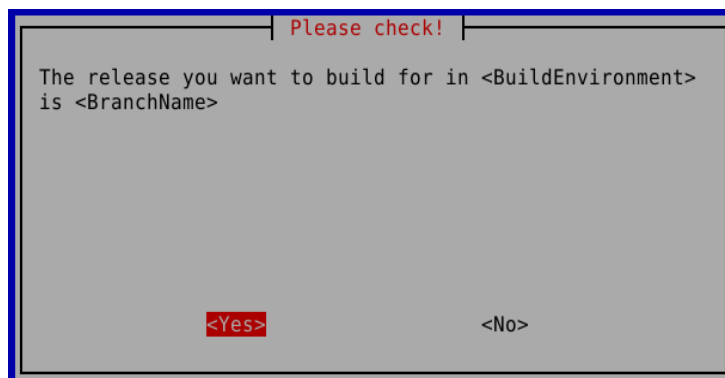 Please check!
The release you want to build for in <BuildEnvironment>
is <BranchName>
<Yes> <No>